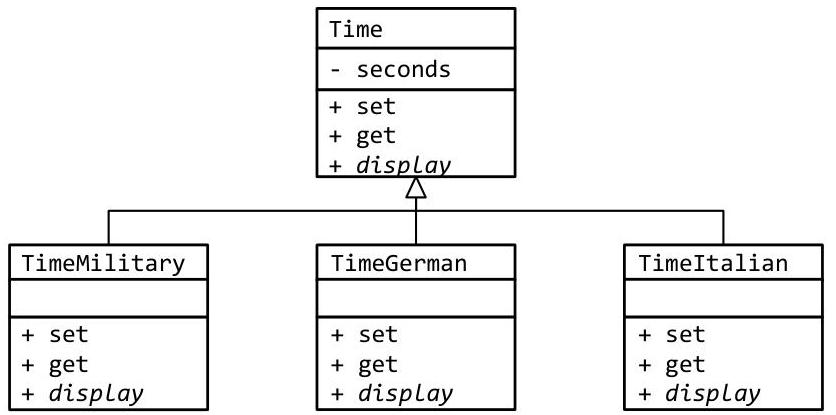 Time
- seconds
+ set
+ get
+ display
TimeMilitary
+ set
+ get
+ display
TimeGerman
+ set
+ get
+ display
TimeItalian
+ set
+ get
+ display